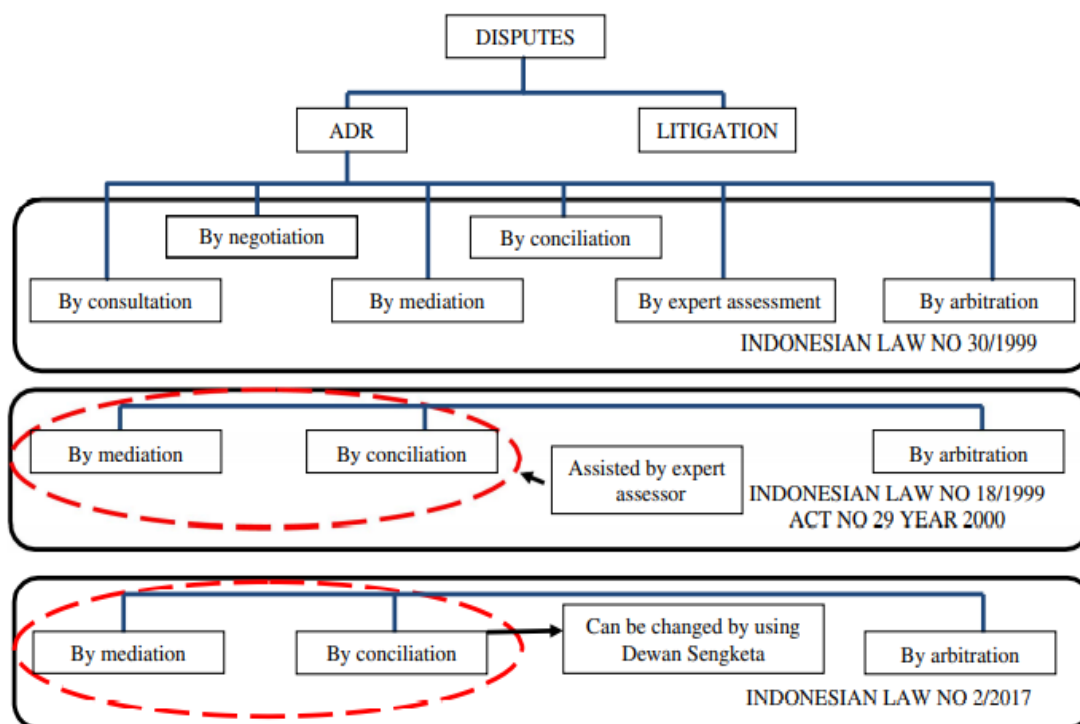 DISPUTES
ADR
LITIGATION
By negotiation
By conciliation
By consultation
By mediation
By expert assessment
By arbitration
INDONESIAN LAW NO 30/1999
By mediation
By conciliation
Assisted by expert
assessor
By arbitration
INDONESIAN LAW NO 18/1999
ACT NO 29 YEAR 2000
By mediation
By conciliation
Can be changed by using
Dewan Sengketa
By arbitration
INDONESIAN LAW NO 2/2017